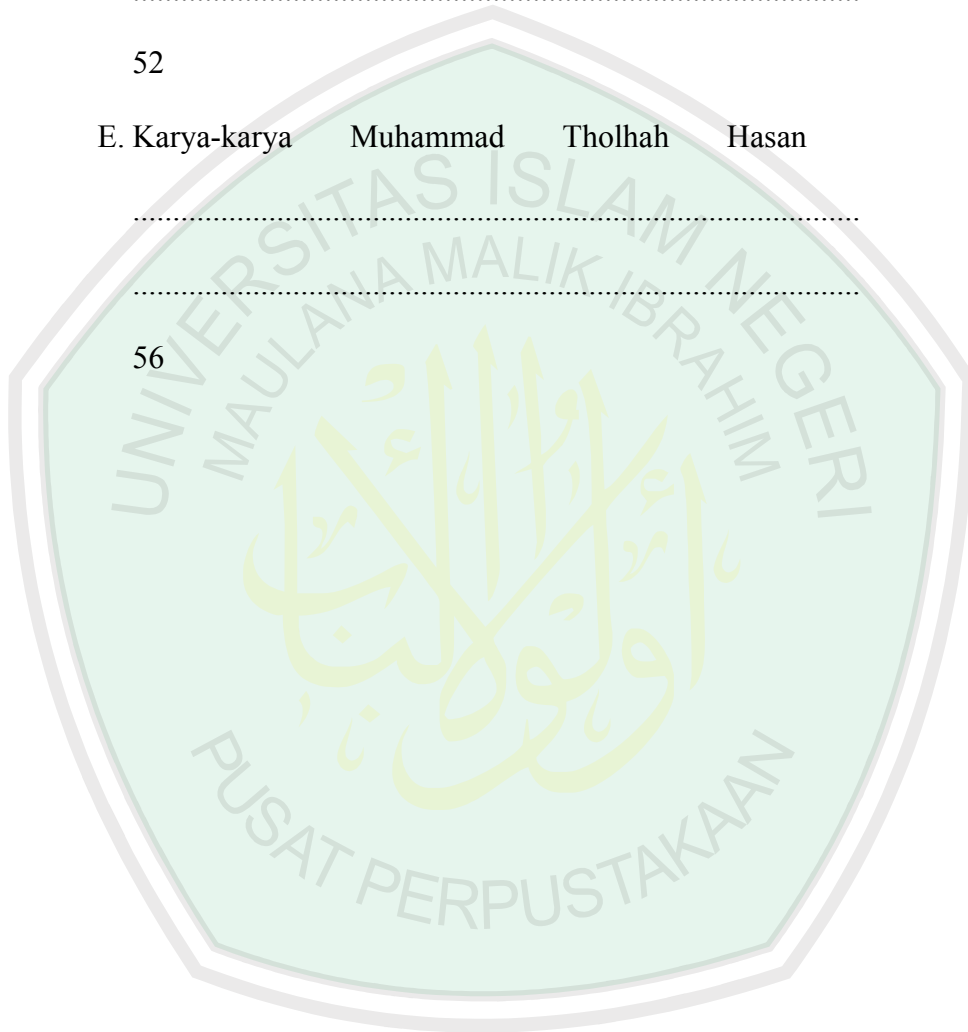 ................................................................................................
52
E. Karya-karya Muhammad Tholhah Hasan
................................................................................................
................................................................................................
56
UNIVERSITAS ISLAM NEGERI
MAULANA MALIK IBRAHIM
PUSAT PERPUSTAKAAN